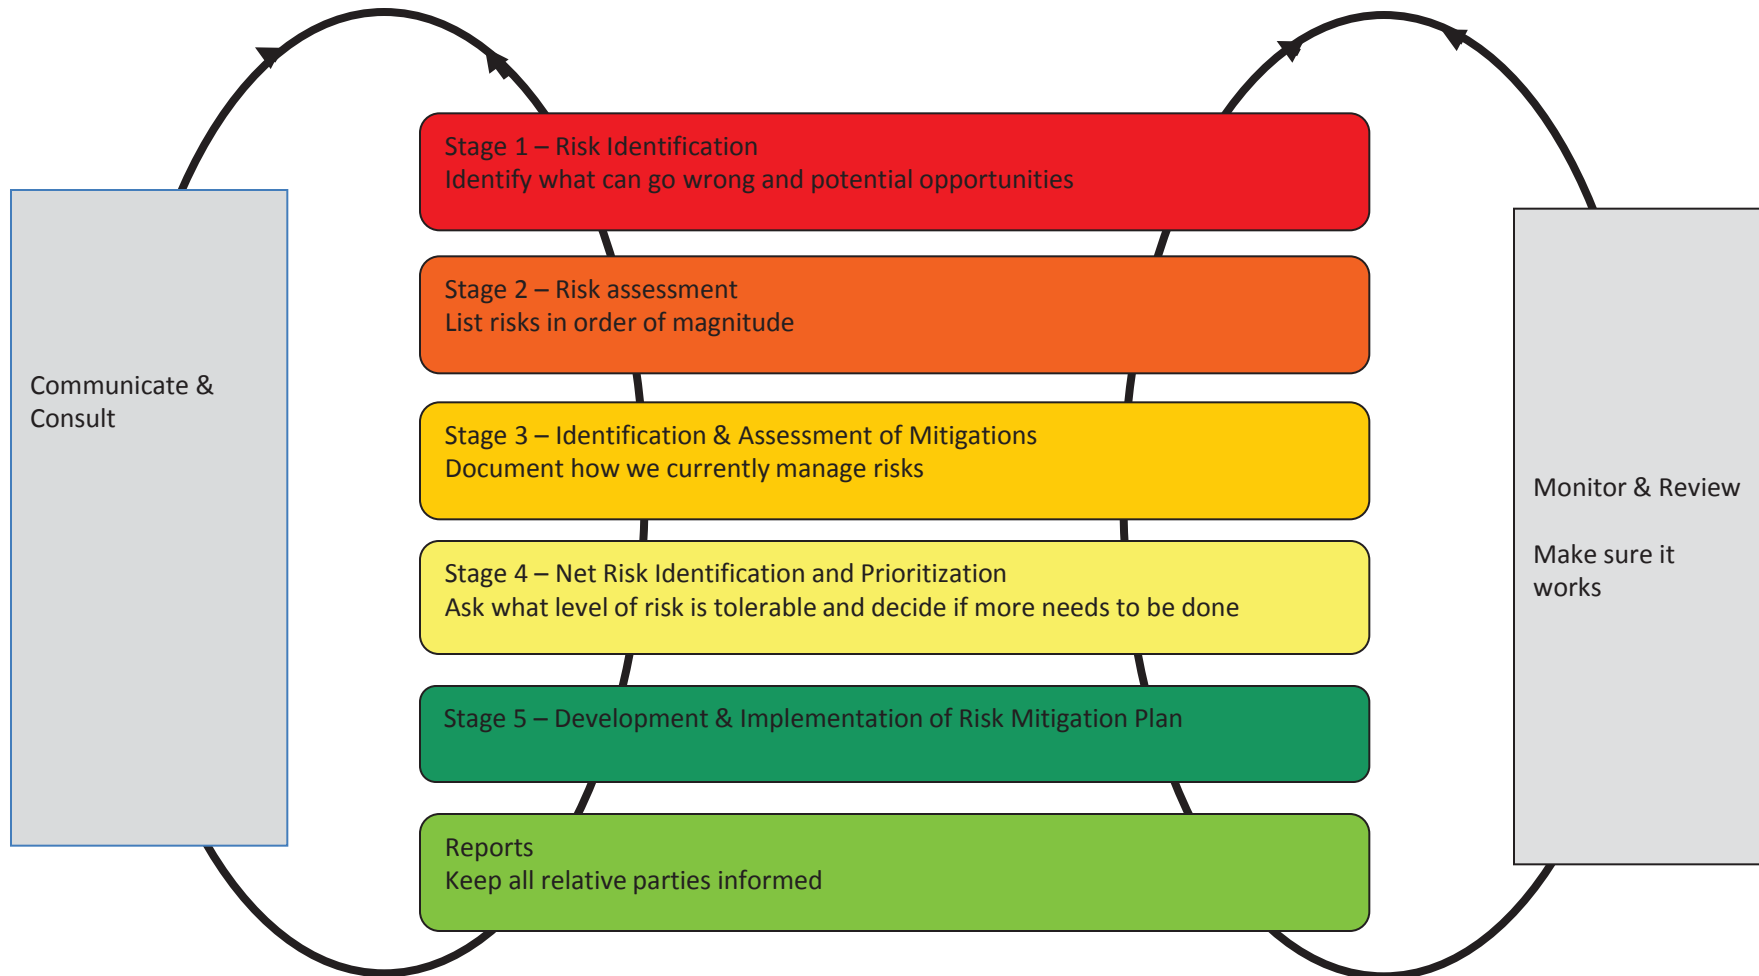 Stage 1 – Risk Identification
Identify what can go wrong and potential opportunities
Stage 2 – Risk assessment
List risks in order of magnitude
Communicate &
Consult
Stage 3 – Identification & Assessment of Mitigations
Document how we currently manage risks
Monitor & Review
Make sure it
works
Stage 4 – Net Risk Identification and Prioritization
Ask what level of risk is tolerable and decide if more needs to be done
Stage 5 – Development & Implementation of Risk Mitigation Plan
Reports
Keep all relative parties informed